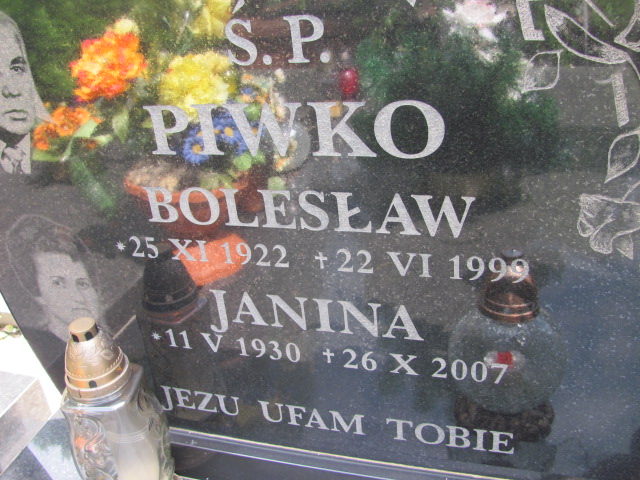 Ś.P.
PIWKO
BOLESŁAW
*25 XI 1922 +22 VI 1999
JANINA
*11 V 1930 +26 X 2007
JEZU UFAM TOBIE